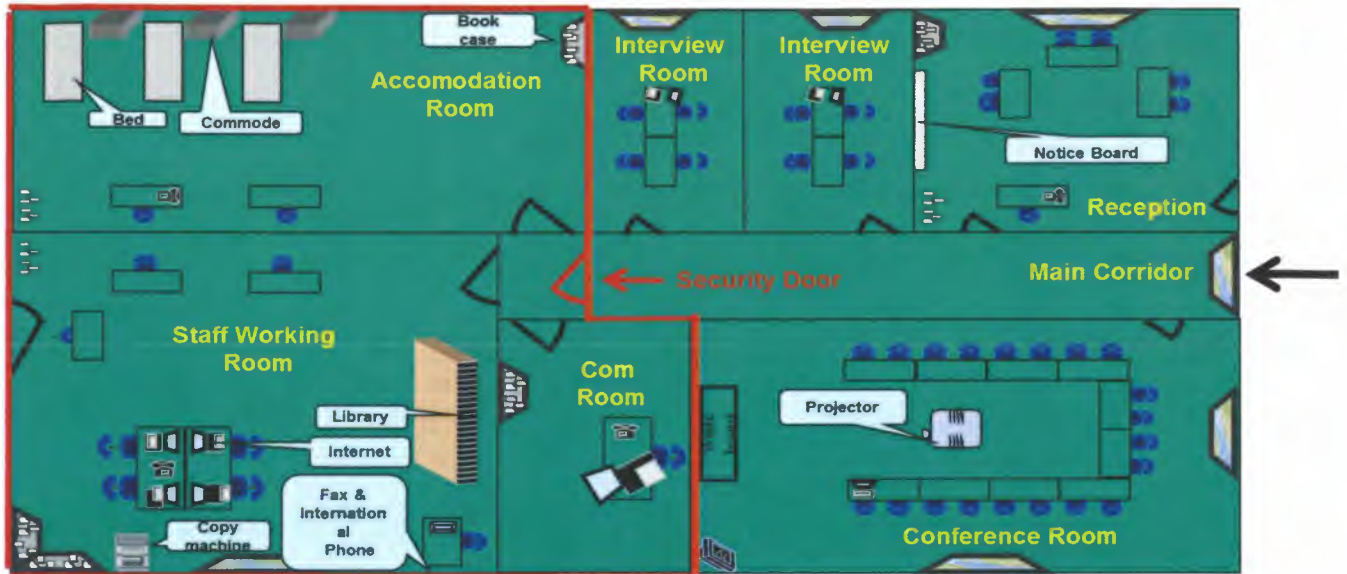 Book
case
Interview
Room
Interview
Room
Accomodation
Room
Bed
Commode
Notice Board
Reception
Security Door
Main Corridor
Staff Working
Room
Com
Room
Library
Projector
Internet
Fax &
Internation
al
Phone
Copy
machine
Conference Room